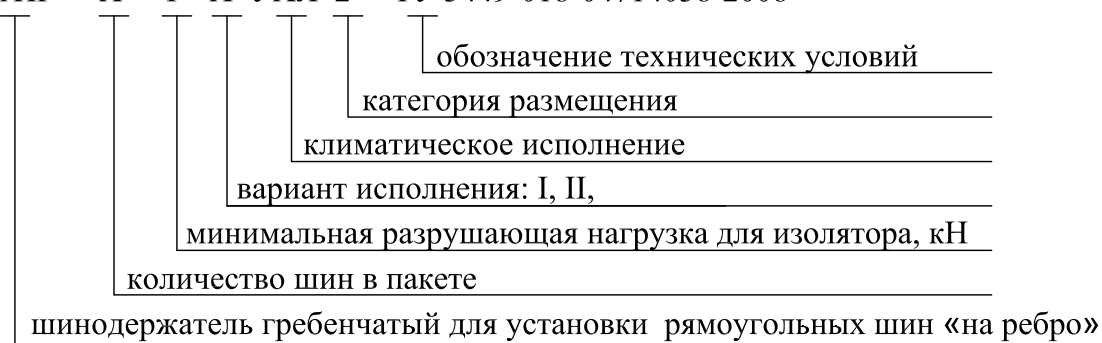 обозначение технических условий
категория размещения
климатическое исполнение
вариант исполнения: I, II,
минимальная разрушающая нагрузка для изолятора, кН
количество шин в пакете
шинодержатель гребенчатый для установки рямоугольных шин «на ребро»